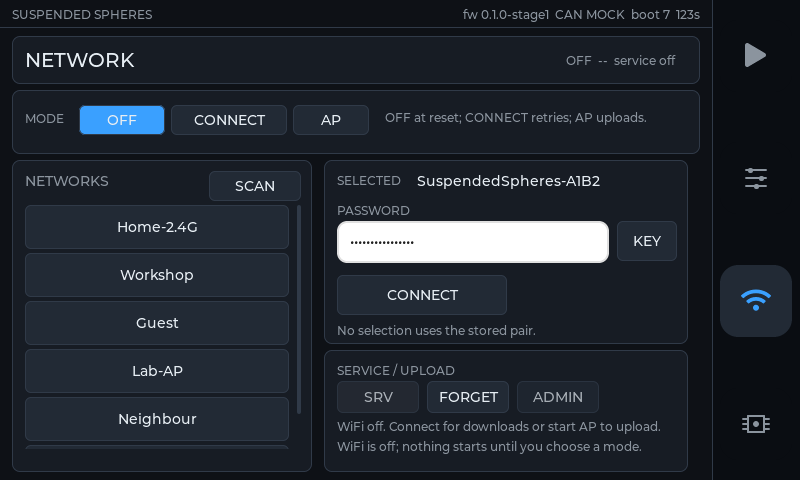 SUSPENDED SPHERES
fw 0.1.0-stage1 CAN MOCK boot 7 123s
NETWORK
OFF -- service off
MODE
OFF
CONNECT
AP
OFF at reset; CONNECT retries; AP uploads.
NETWORKS
SCAN
Home-2.4G
Workshop
Guest
Lab-AP
Neighbour
SELECTED SuspendedSpheres-A1B2
PASSWORD
••••••••••••••••
KEY
CONNECT
No selection uses the stored pair.
SERVICE / UPLOAD
SRV
FORGET
ADMIN
WiFi off. Connect for downloads or start AP to upload.
WiFi is off; nothing starts until you choose a mode.